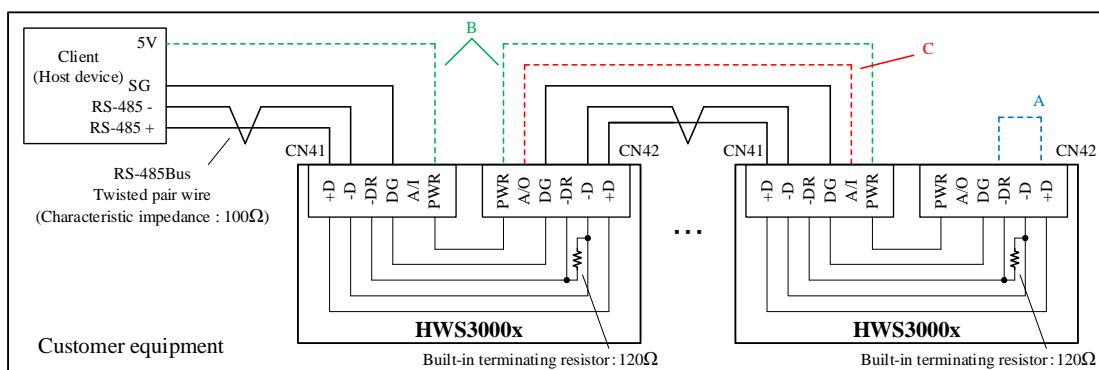 B
5V
Client
(Host device)
C
SG
A
RS-485 -
RS-485 +
CN41
CN42
CN41
CN42
RS-485Bus
Twisted pair wire
(Characteristic impedance : 100Ω)
+D
-D
-DR
DG
A/I
PWR
PWR
A/O
DG
-DR
-D
+D
...
+D
-D
-DR
DG
A/I
PWR
PWR
A/O
DG
-DR
-D
+D
HWS3000x
HWS3000x
Customer equipment
Built-in terminating resistor : 120Ω
Built-in terminating resistor : 120Ω